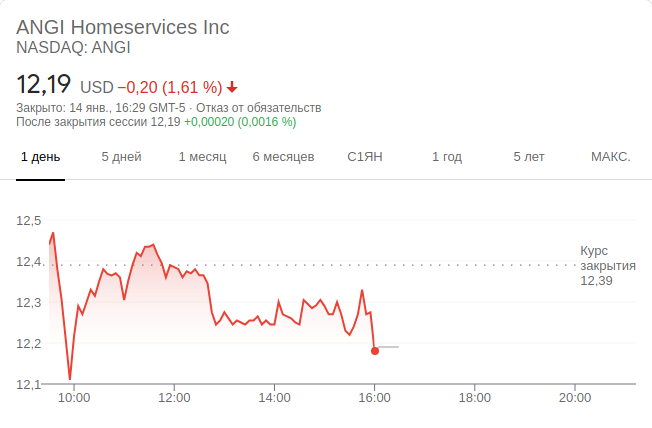 ANGI Homeservices Inc
NASDAQ: ANGI
12,19 USD −0,20 (1,61 %)
Закрыто: 14 янв., 16:29 GMT-5 · Отказ от обязательств
После закрытия сессии 12,19 +0,00020 (0,0016 %)
1 день 5 дней 1 месяц 6 месяцев С1ЯН 1 год 5 лет МАКС.
12,5
12,4
12,3
12,2
12,1
Курс
закрытия
12,39
10:00 12:00 14:00 16:00 18:00 20:00